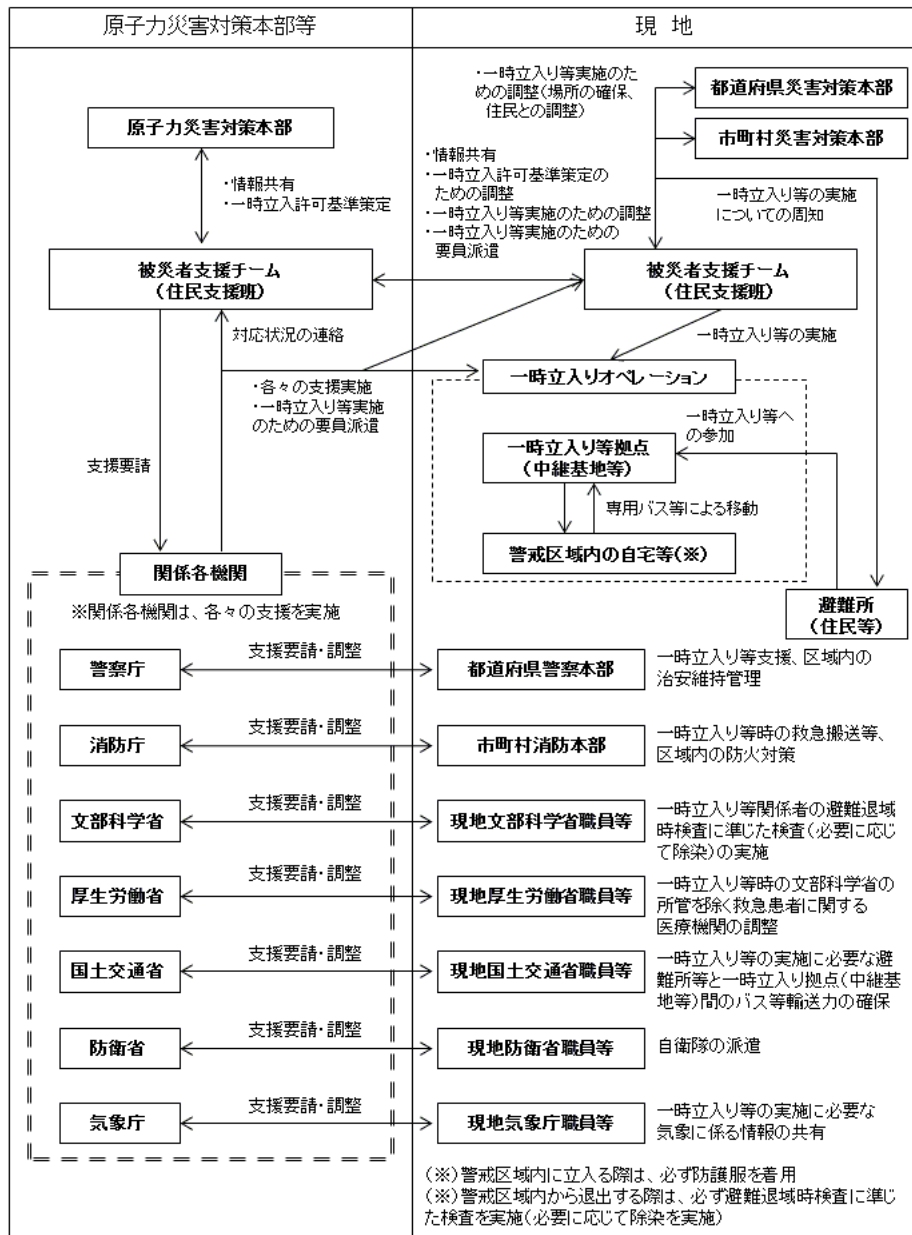 原子力災害対策本部等
現 地
・一時立入り等実施のた
めの調整(場所の確保、
住民との調整)
都道府県災害対策本部
原子力災害対策本部
市町村災害対策本部
・情報共有
・一時立入許可基準策定
・情報共有
・一時立入許可基準策定の
ための調整
・一時立入り等実施のための調整
・一時立入り等実施のための
要員派遣
一時立入り等の実施
についての周知
被災者支援チーム
(住民支援班)
被災者支援チーム
(住民支援班)
対応状況の連絡
一時立入り等の実施
・各々の支援実施
・一時立入り等実施
のための要員派遣
一時立入りオペレーション
一時立入り等へ
の参加
支援要請
一時立入り等拠点
(中継基地等)
専用バス等による移動
警戒区域内の自宅等(※)
関係各機関
※関係各機関は、各々の支援を実施
避難所
(住民等)
警察庁
支援要請・調整
都道府県警察本部
一時立入り等支援、区域内の
治安維持管理
消防庁
支援要請・調整
市町村消防本部
一時立入り等時の救急搬送等、
区域内の防火対策
文部科学省
支援要請・調整
現地文部科学省職員等
一時立入り等関係者の避難退域
時検査に準じた検査(必要に応じ
て除染)の実施
厚生労働省
支援要請・調整
現地厚生労働省職員等
一時立入り等時の文部科学省の
所管を除く救急患者に関する
医療機関の調整
国土交通省
支援要請・調整
現地国土交通省職員等
一時立入り等の実施に必要な避
難所等と一時立入り拠点(中継基
地等)間のバス等輸送力の確保
防衛省
支援要請・調整
現地防衛省職員等
自衛隊の派遣
気象庁
支援要請・調整
現地気象庁職員等
一時立入り等の実施に必要な
気象に係る情報の共有
(※)警戒区域内に立入る際は、必ず防護服を着用
(※)警戒区域内から退出する際は、必ず避難退域時検査に準じ
た検査を実施(必要に応じて除染を実施)